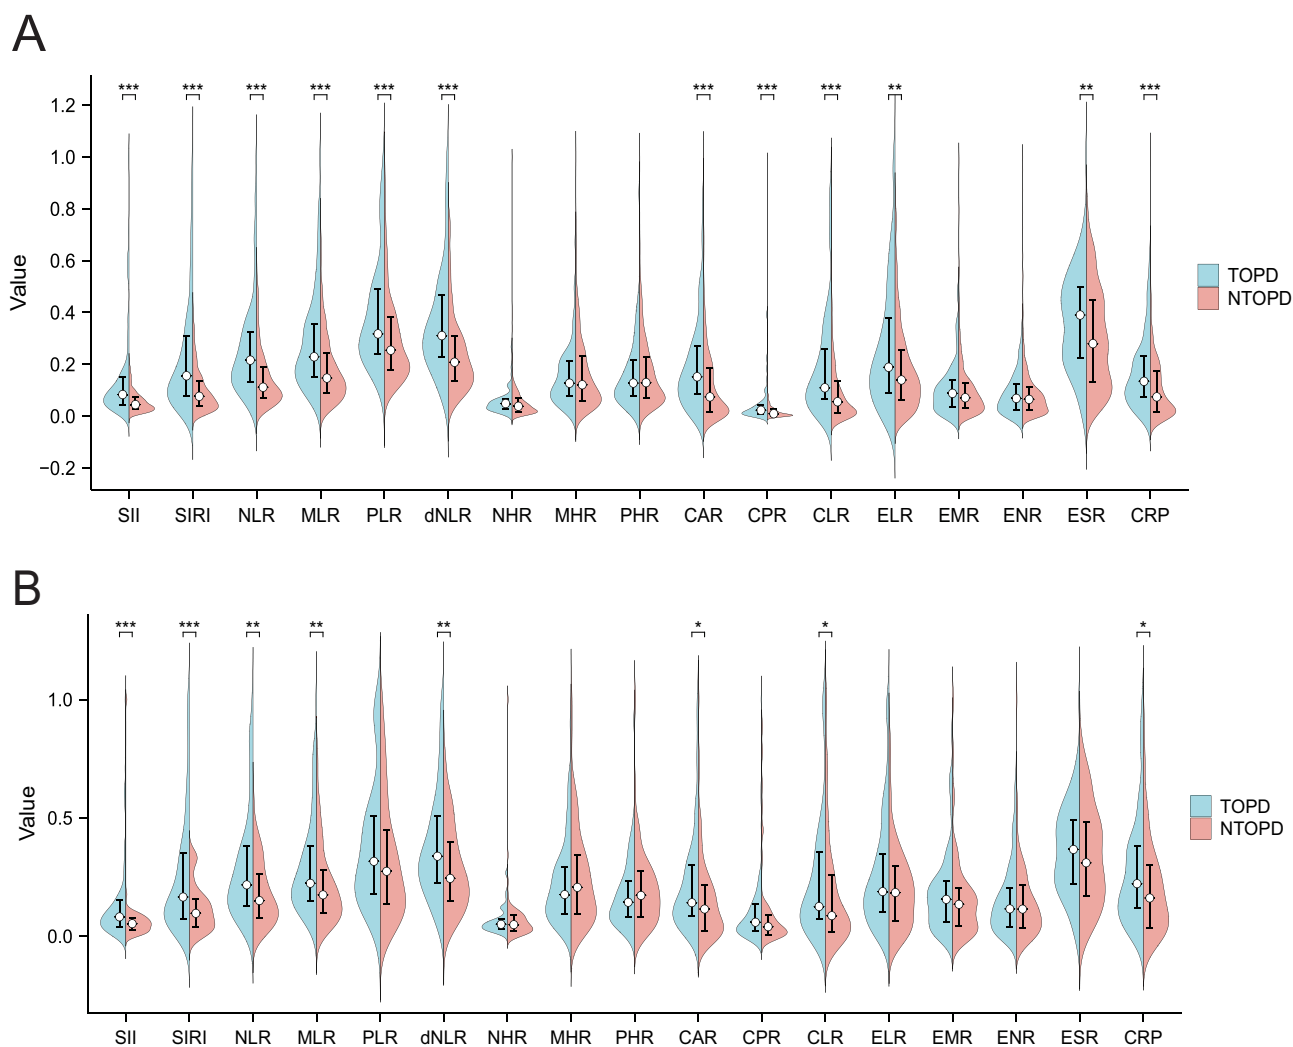 A
*** *** *** *** *** *** *** *** *** ** ** ***
1.2
1.0
0.8
0.6
0.4
0.2
0.0
−0.2
Value
SII SIRI NLR MLR PLR dNLR NHR MHR PHR CAR CPR CLR ELR EMR ENR ESR CRP
TOPD
NTOPD
B
*** *** ** ** ** * * *
1.0
0.5
0.0
Value
SII SIRI NLR MLR PLR dNLR NHR MHR PHR CAR CPR CLR ELR EMR ENR ESR CRP
TOPD
NTOPD